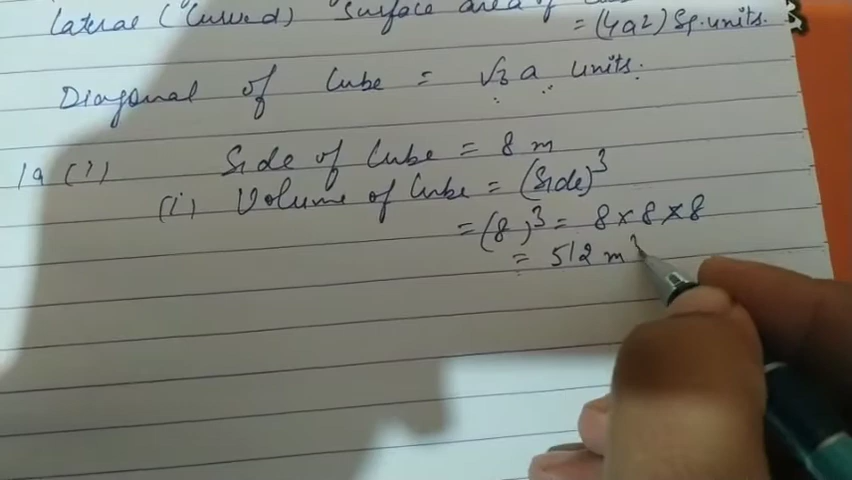 Lateral (Curved) Surface area of
= (4a2) Sq.units.
Diagonal of Cube = √3 a units.
19 (i) Side of Cube = 8 m
(i) Volume of Cube = (Side)³
= (8)³ = 8×8×8
= 512 m³